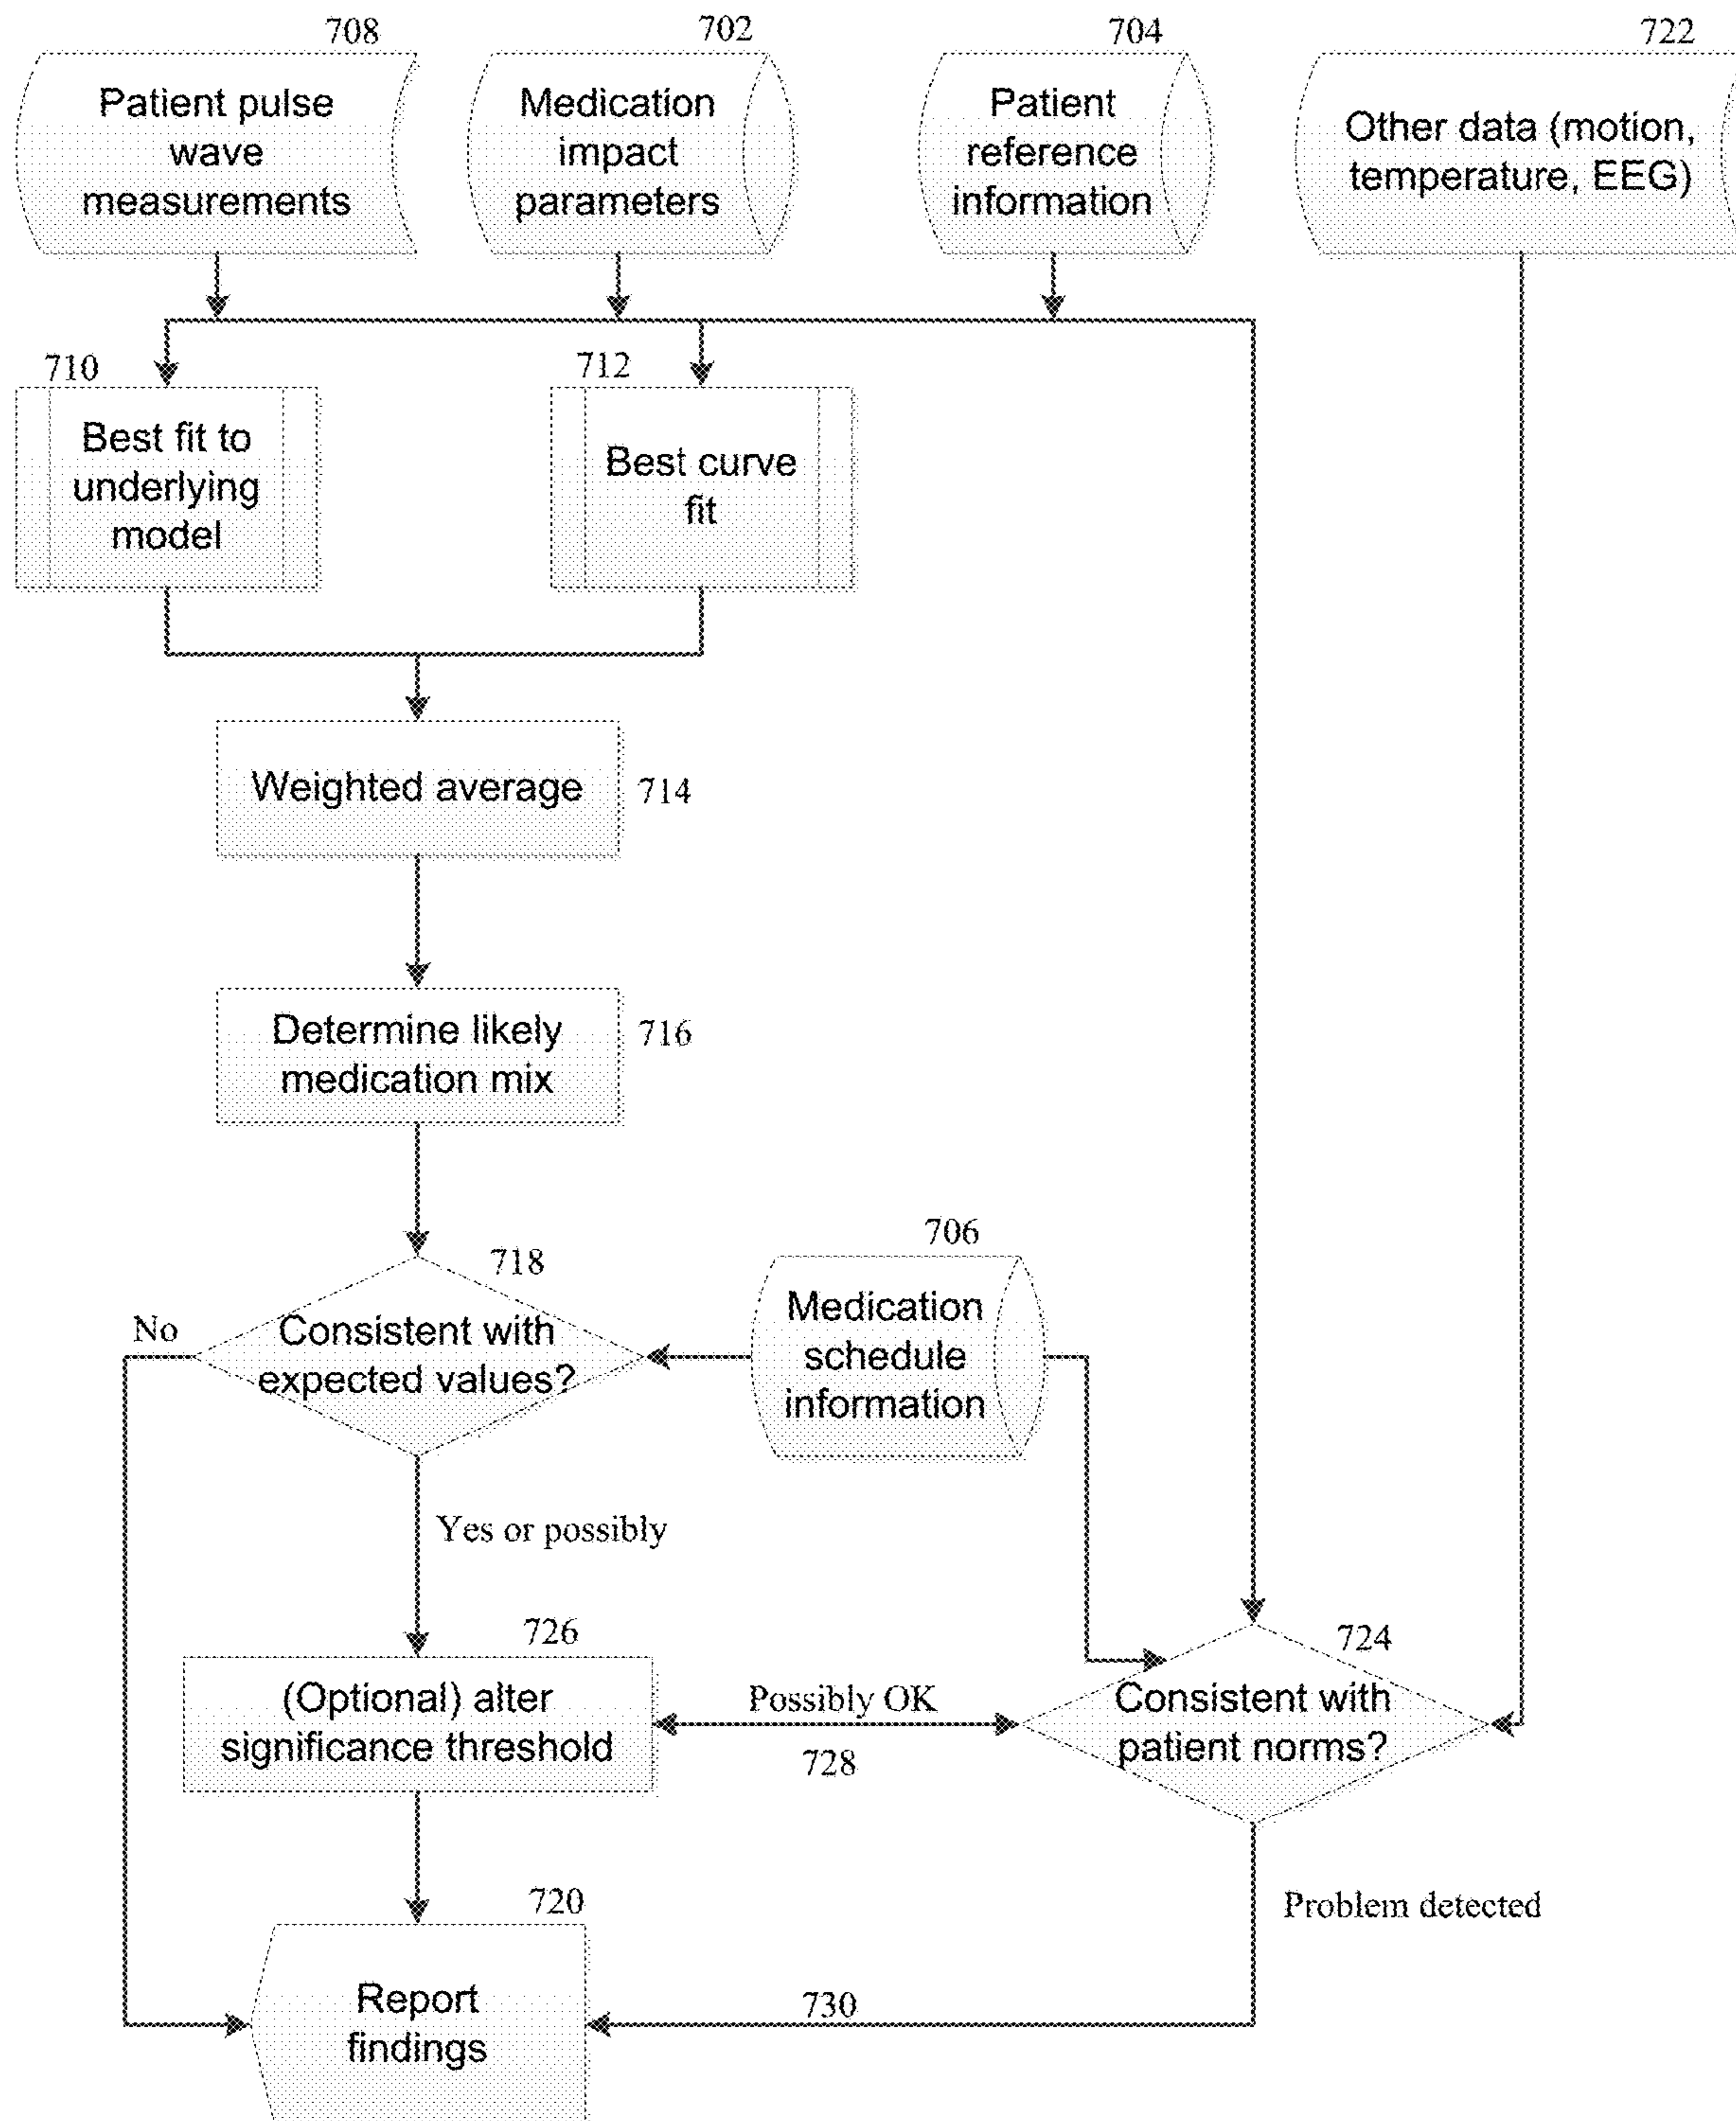 708
Patient pulse
wave
measurements
702
Medication
impact
parameters
704
Patient
reference
information
722
Other data (motion,
temperature, EEG)
710
Best fit to
underlying
model
712
Best curve
fit
Weighted average
714
Determine likely
medication mix
716
718
Consistent with
expected values?
No
706
Medication
schedule
information
Yes or possibly
726
(Optional) alter
significance threshold
Possibly OK
728
724
Consistent with
patient norms?
720
Report
findings
Problem detected
730